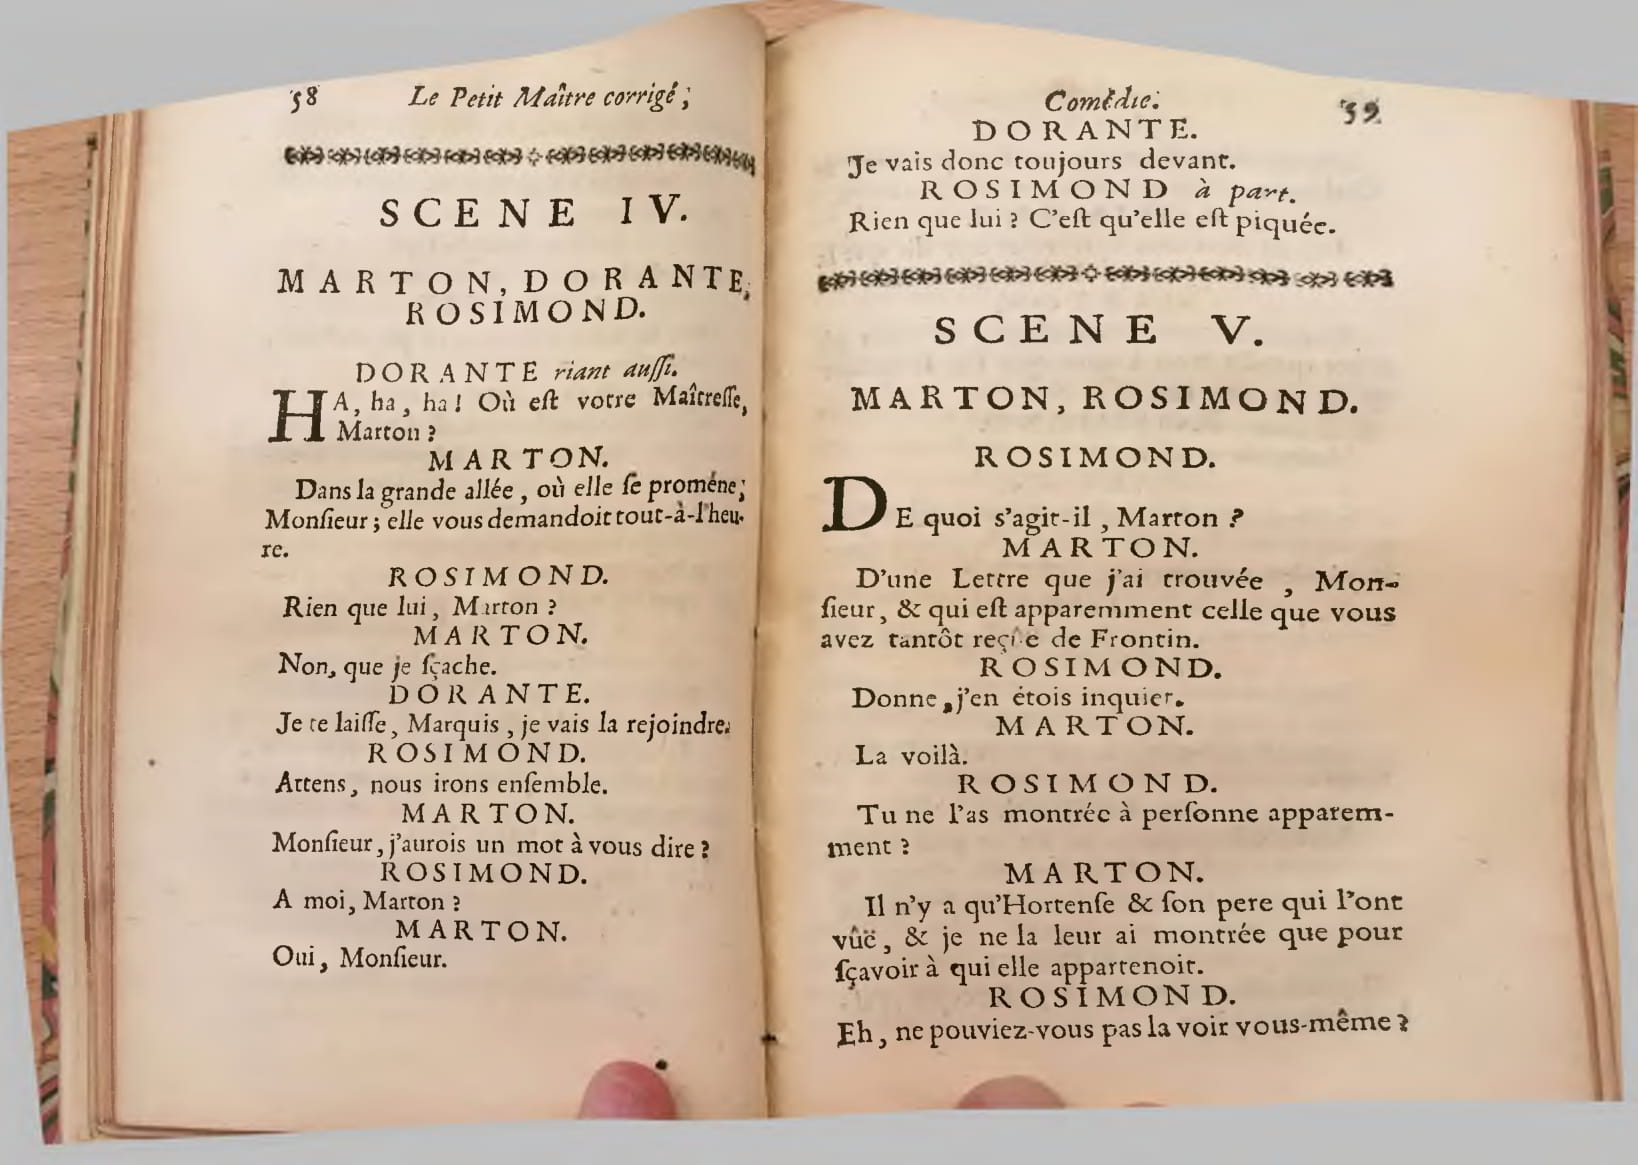 58 Le Petit Maître corrigé;
SCENE IV.
MARTON, DORANTE,
ROSIMOND.
DORANTE riant auſſi.
HA, ha, ha! Où eſt votre Maîtreſſe,
Marton?
MARTON.
Dans la grande allée, où elle ſe proméne;
Monſieur; elle vous demandoit tout-à-l'heu-
re.
ROSIMOND.
Rien que lui, Marton?
MARTON.
Non, que je ſçache.
DORANTE.
Je te laiſſe, Marquis, je vais la rejoindre.
ROSIMOND.
Attens, nous irons enſemble.
MARTON.
Monſieur, j'aurois un mot à vous dire?
ROSIMOND.
A moi, Marton?
MARTON.
Oui, Monſieur.
Comèdie. 59
DORANTE.
Je vais donc toujours devant.
ROSIMOND à part.
Rien que lui? C'eſt qu'elle eſt piquée.
SCENE V.
MARTON, ROSIMOND.
ROSIMOND.
DE quoi s'agit-il, Marton?
MARTON.
D'une Lettre que j'ai trouvée, Mon-
ſieur, & qui eſt apparemment celle que vous
avez tantôt reçûe de Frontin.
ROSIMOND.
Donne, j'en étois inquiet.
MARTON.
La voilà.
ROSIMOND.
Tu ne l'as montrée à perſonne apparem-
ment?
MARTON.
Il n'y a qu'Hortenſe & ſon pere qui l'ont
vûë, & je ne la leur ai montrée que pour
ſçavoir à qui elle appartenoit.
ROSIMOND.
Eh, ne pouviez-vous pas la voir vous-même?